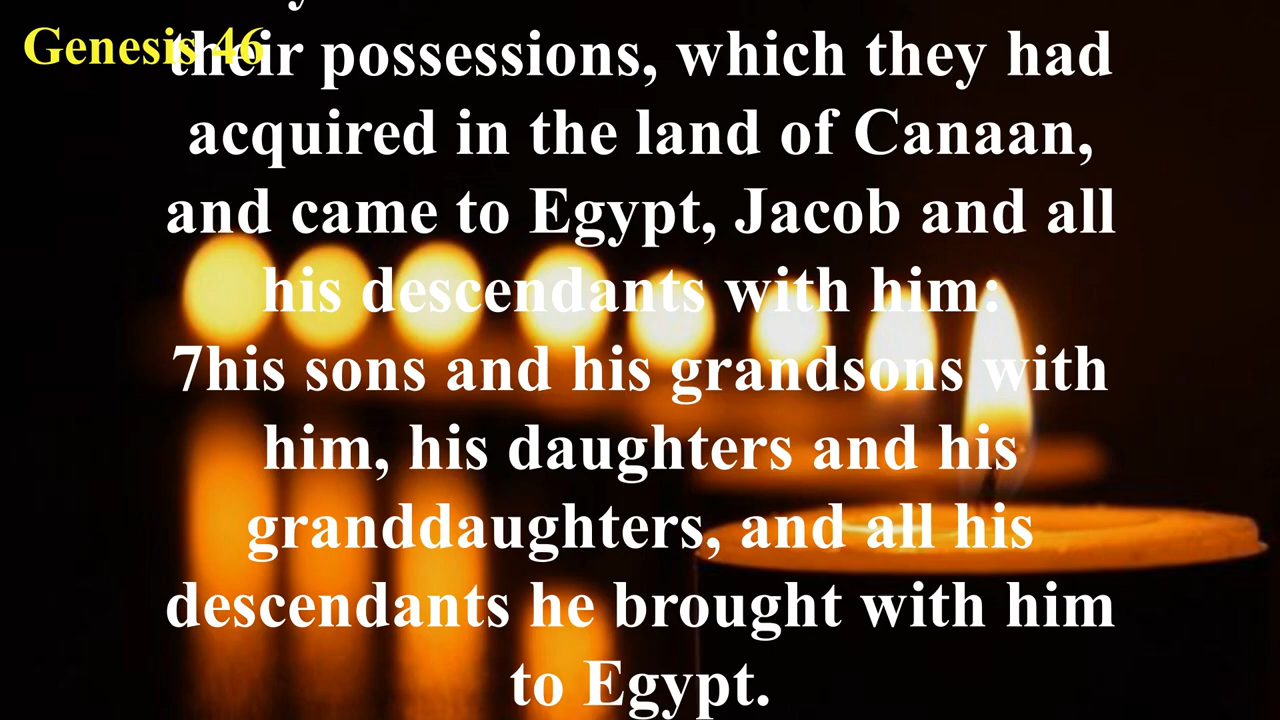 Genesis 46
their possessions, which they had
acquired in the land of Canaan,
and came to Egypt, Jacob and all
his descendants with him:
7his sons and his grandsons with
him, his daughters and his
granddaughters, and all his
descendants he brought with him
to Egypt.